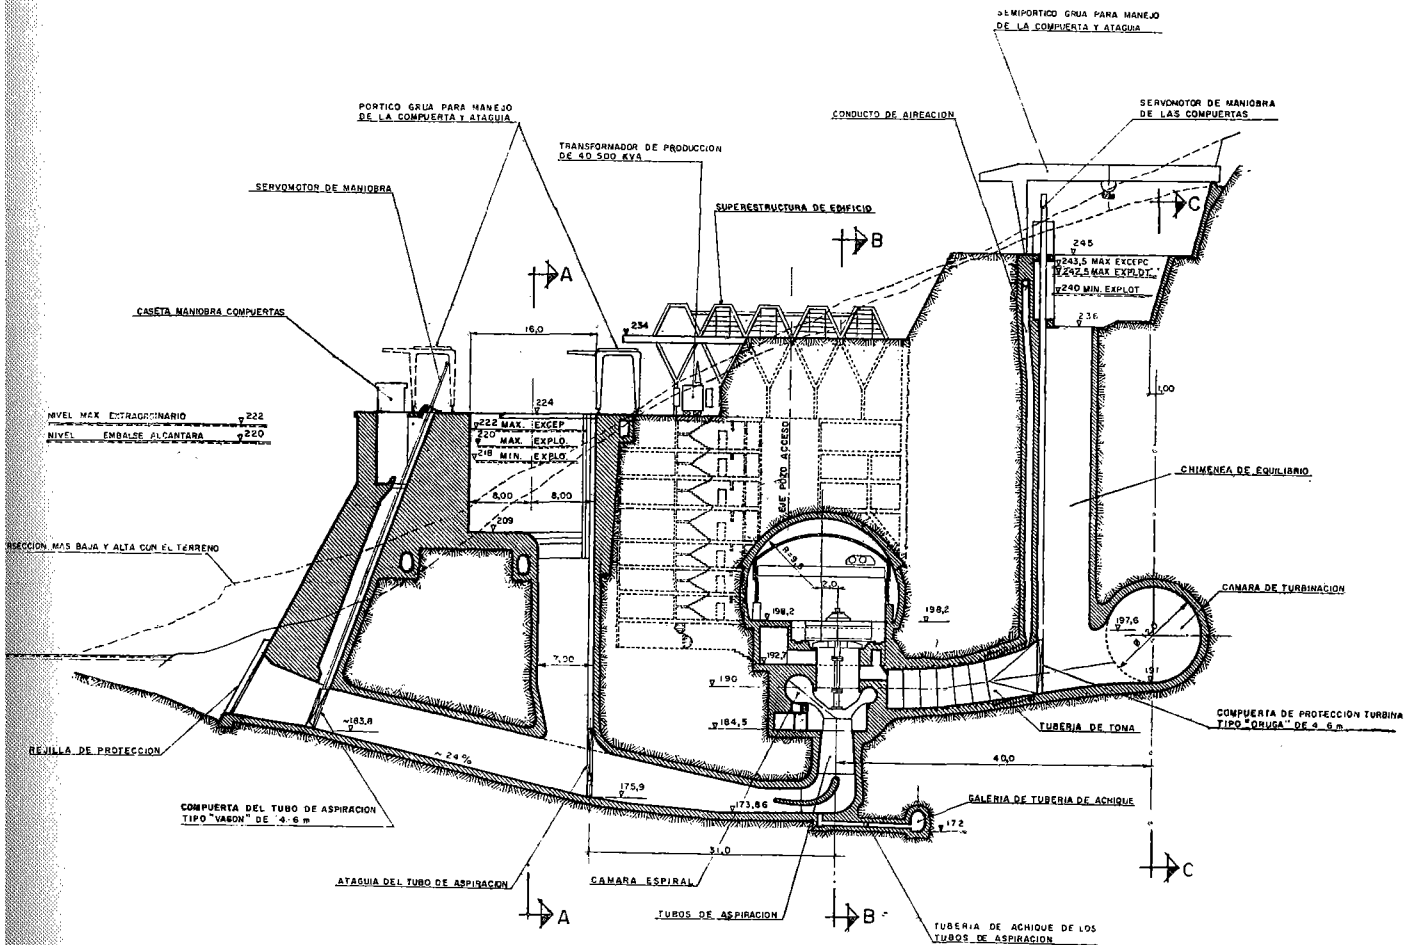 SEMIPORTICO GRUA PARA MANEJO
DE LA COMPUERTA Y ATAGUIA
PORTICO GRUA PARA MANEJO
DE LA COMPUERTA Y ATAGUIA
CONDUCTO DE AIREACION
SERVOMOTOR DE MANIOBRA
DE LAS COMPUERTAS
TRANSFORMADOR DE PRODUCCION
DE 40 500 KVA
SERVOMOTOR DE MANIOBRA
SUPERESTRUCTURA DE EDIFICIO
C
B
A
245
243,5 MAX EXCEPC
242,5 MAX EXPLOT
240 MIN. EXPLOT
236
CASETA MANIOBRA COMPUERTAS
16,0
234
1,00
NIVEL MAX EXTRAORDINARIO 222
NIVEL EMBALSE ALCANTARA 220
224
222 MAX. EXCEP
220 MAX. EXPLO.
218 MIN. EXPLO.
EJE POZO ACCESO
CHIMENEA DE EQUILIBRIO
8,00
8,00
209
RSECCION MAS BAJA Y ALTA CON EL TERRENO
2,0
CAMARA DE TURBINACION
198,2
198,2
197,6
192,7
7,00
191
190
184,5
~183,8
REJILLA DE PROTECCION
~24%
TUBERIA DE TOMA
COMPUERTA DE PROTECCION TURBINA
TIPO "ORUGA" DE 4 6 m
40,0
175,9
173,86
COMPUERTA DEL TUBO DE ASPIRACION
TIPO "VAGON" DE 4·6 m
GALERIA DE TUBERIA DE ACHIQUE
172
31,0
C
ATAGUIA DEL TUBO DE ASPIRACION
CAMARA ESPIRAL
A
TUBOS DE ASPIRACION
B
TUBERIA DE ACHIQUE DE LOS
TUBOS DE ASPIRACION